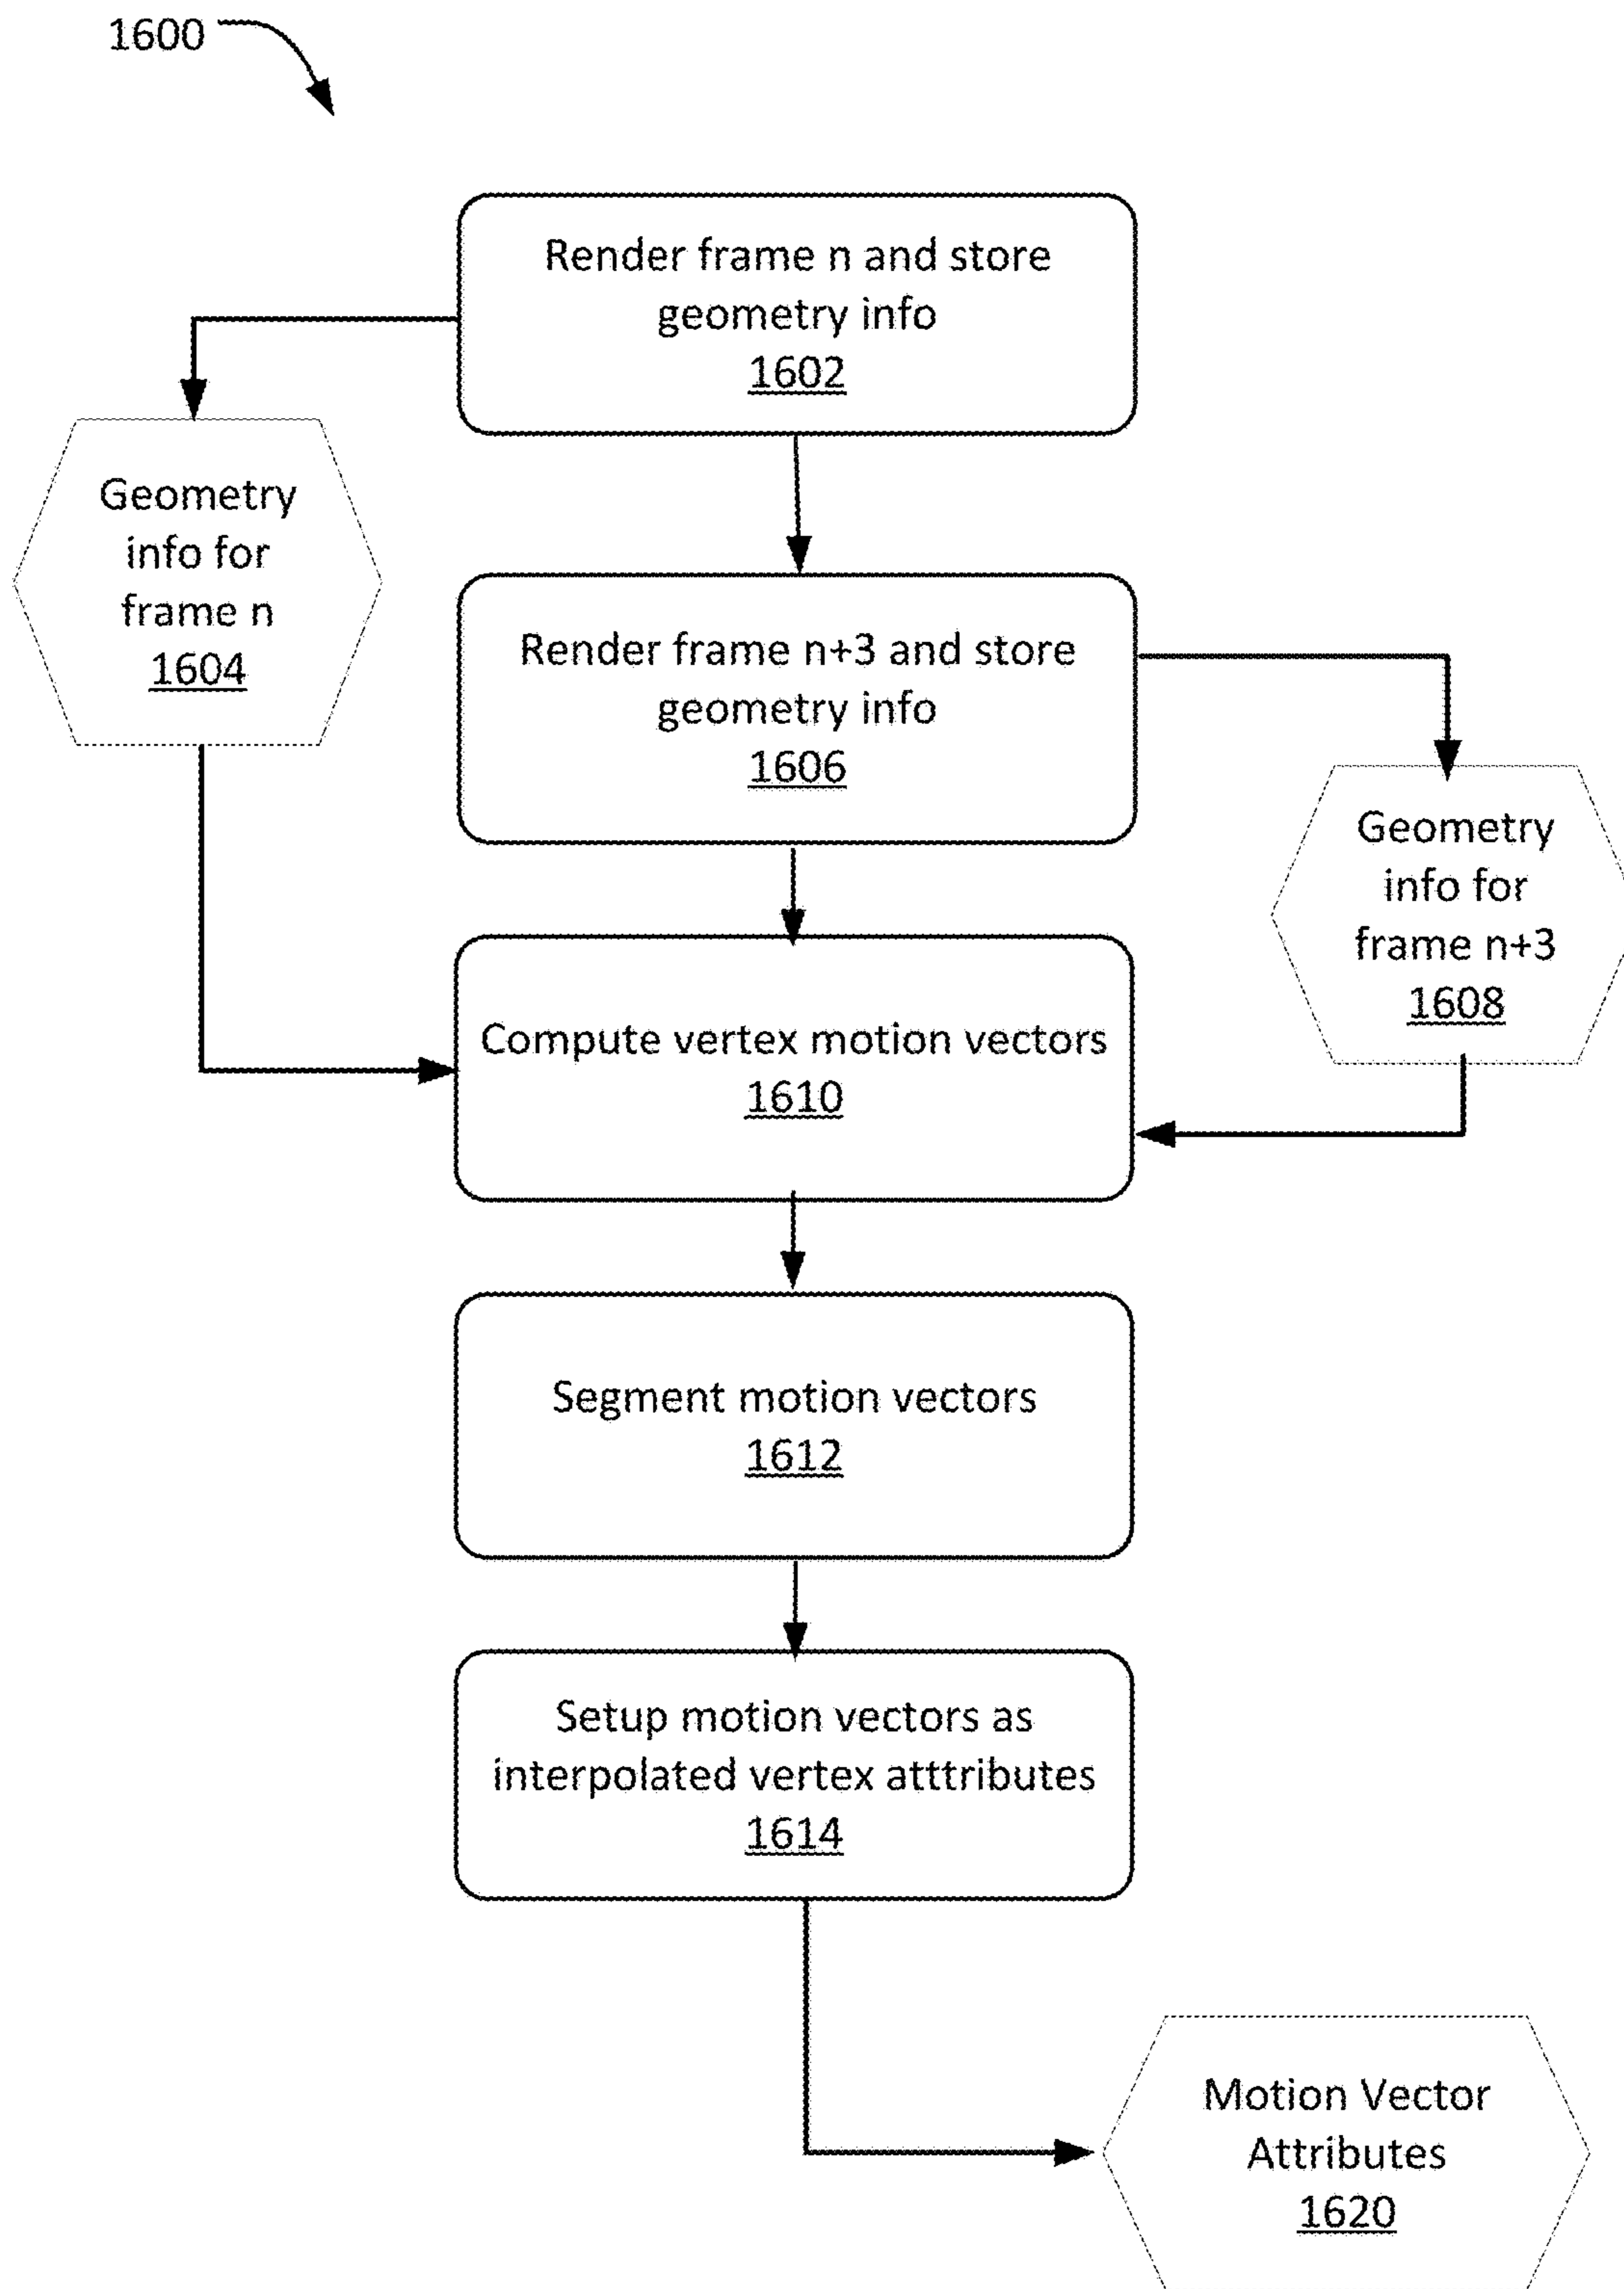 1600
Render frame n and store
geometry info
1602
Geometry
info for
frame n
1604
Render frame n+3 and store
geometry info
1606
Geometry
info for
frame n+3
1608
Compute vertex motion vectors
1610
Segment motion vectors
1612
Setup motion vectors as
interpolated vertex atttributes
1614
Motion Vector
Attributes
1620